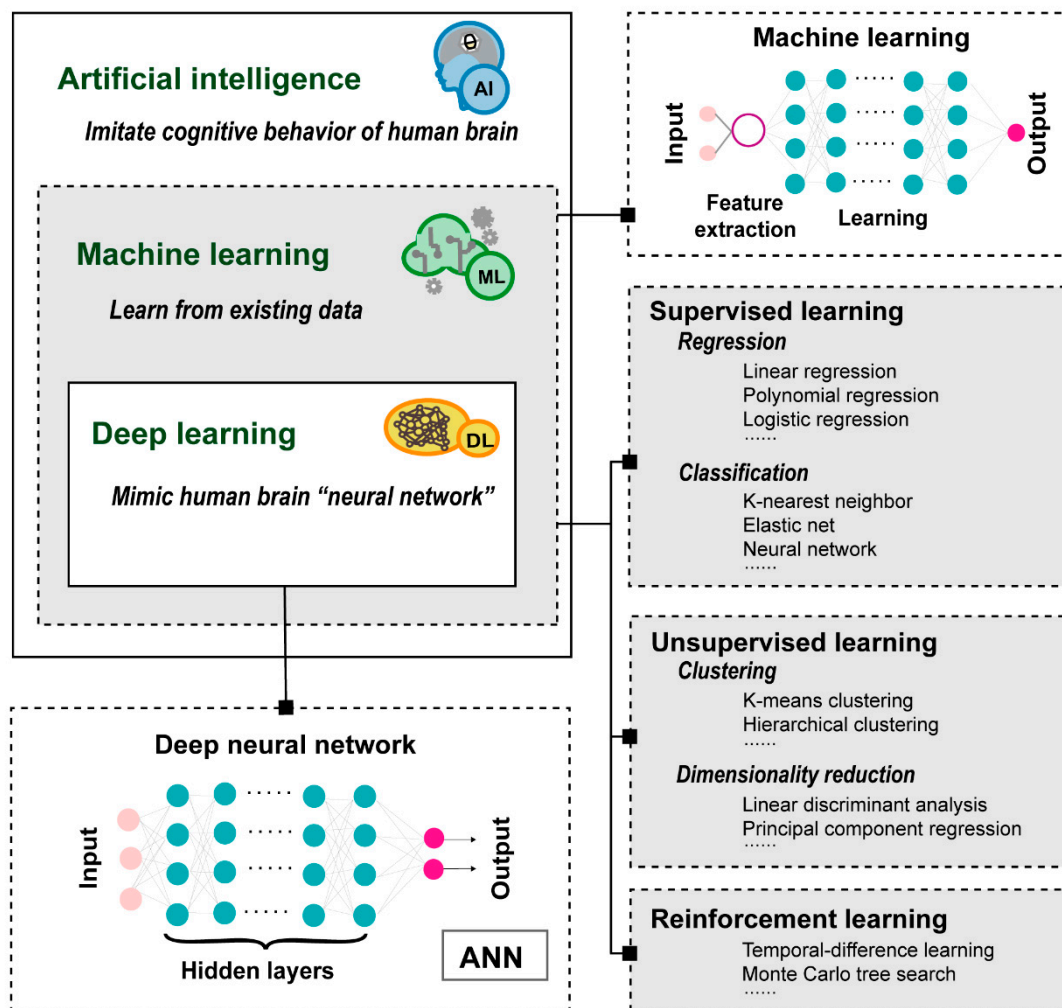 Artificial intelligence
AI
Imitate cognitive behavior of human brain
Machine learning
ML
Learn from existing data
Deep learning
DL
Mimic human brain “neural network”
Machine learning
·····
Input
Output
·····
Feature
extraction
Learning
Supervised learning
Regression
Linear regression
Polynomial regression
Logistic regression
······
Classification
K-nearest neighbor
Elastic net
Neural network
······
Unsupervised learning
Clustering
K-means clustering
Hierarchical clustering
······
Dimensionality reduction
Linear discriminant analysis
Principal component regression
······
Reinforcement learning
Temporal-difference learning
Monte Carlo tree search
······
Deep neural network
·····
Input
Output
·····
Hidden layers
ANN